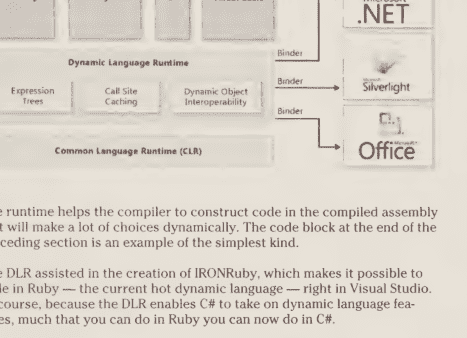 Microsoft
.NET
Dynamic Language Runtime
Binder
Expression
Trees
Call Site
Caching
Dynamic Object
Interoperability
Binder
Microsoft
Silverlight
Binder
Microsoft
Office
Common Language Runtime (CLR)
e runtime helps the compiler to construct code in the compiled assembly
t will make a lot of choices dynamically. The code block at the end of the
ceding section is an example of the simplest kind.
e DLR assisted in the creation of IRONRuby, which makes it possible to
le in Ruby — the current hot dynamic language — right in Visual Studio.
course, because the DLR enables C# to take on dynamic language fea-
es, much that you can do in Ruby you can now do in C#.